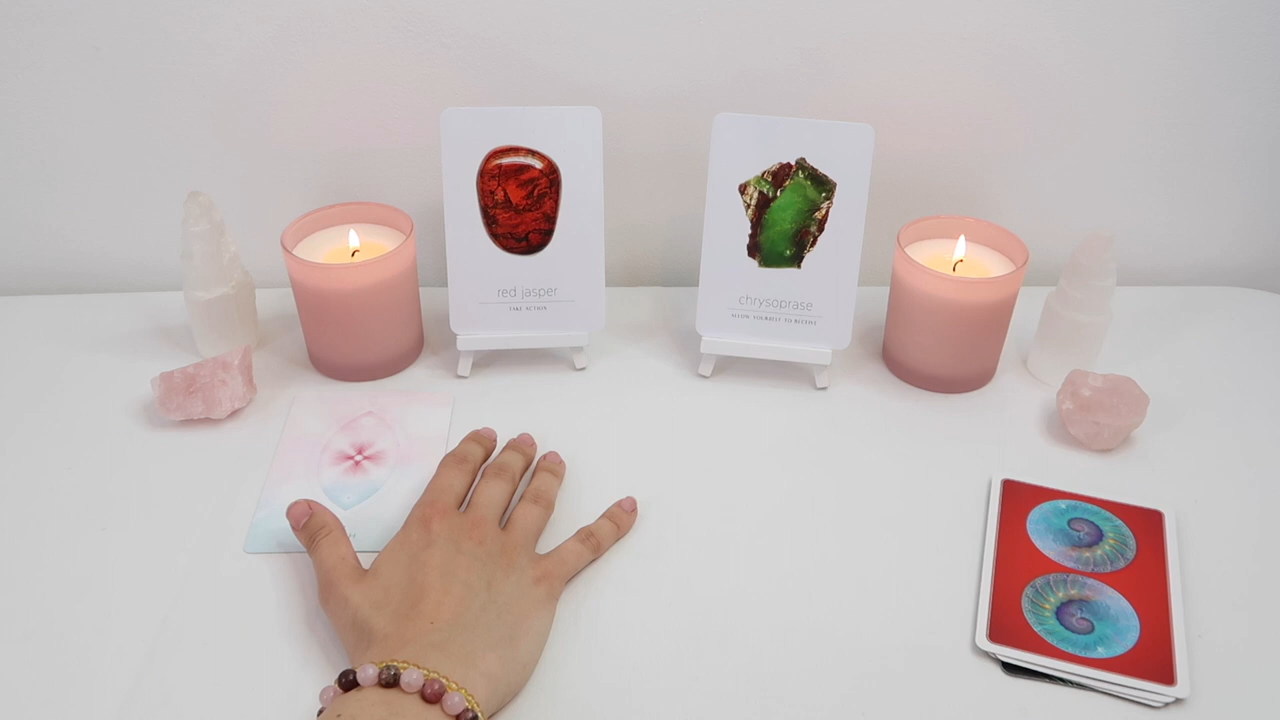 red jasper
TAKE ACTION
chrysoprase
ALLOW YOURSELF TO RECEIVE